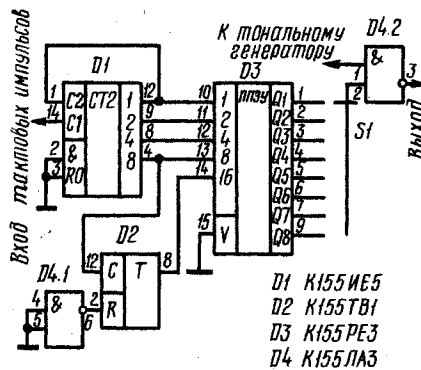 К тональному
генератору
D4.2
&
1
2
3
Выход
S1
D1
1
14
2
3
C2
C1
&
R0
CT2
1
2
4
8
12
9
8
4
D3
10
11
12
13
14
15
1
2
4
8
16
V
ППЗУ
Q1
Q2
Q3
Q4
Q5
Q6
Q7
Q8
1
2
3
4
5
6
7
9
Вход тактовых импульсов
D2
12
2
C
R
T
8
D4.1
4
5
&
6
D1 К155ИЕ5
D2 К155ТВ1
D3 К155РЕ3
D4 К155ЛА3